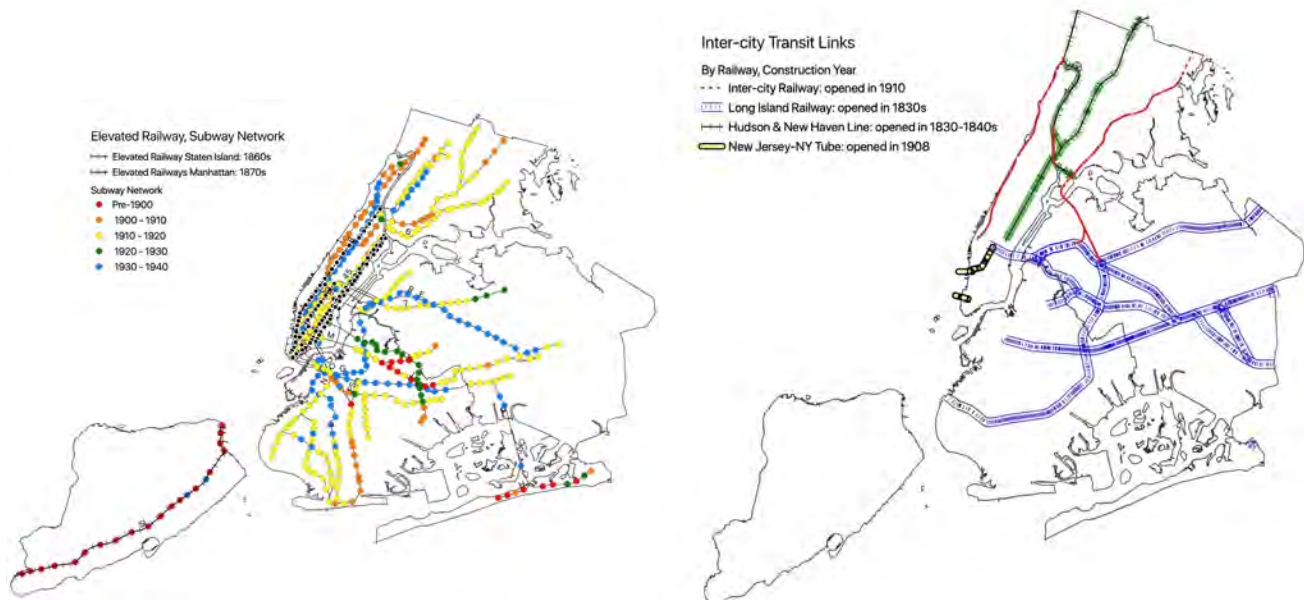 Elevated Railway, Subway Network
Elevated Railway Staten Island: 1860s
Elevated Railways Manhattan: 1870s
Subway Network
Pre-1900
1900 - 1910
1910 - 1920
1920 - 1930
1930 - 1940
Inter-city Transit Links
By Railway, Construction Year
Inter-city Railway: opened in 1910
Long Island Railway: opened in 1830s
Hudson & New Haven Line: opened in 1830-1840s
New Jersey-NY Tube: opened in 1908